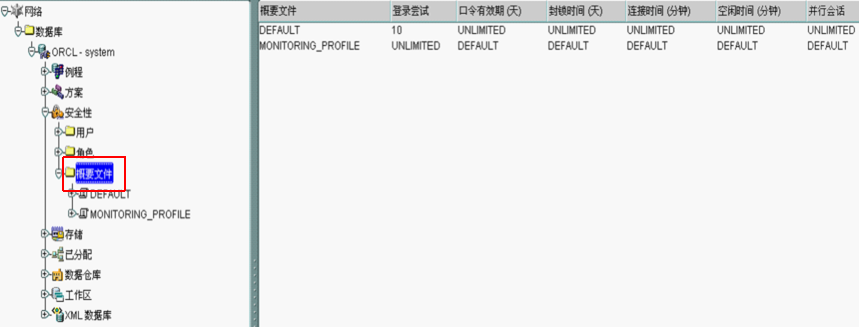 网络
数据库
ORCL - system
例程
方案
安全性
用户
角色
概要文件
DEFAULT
MONITORING_PROFILE
存储
已分配
数据仓库
工作区
XML 数据库
概要文件 登录尝试 口令有效期 (天) 封锁时间 (天) 连接时间 (分钟) 空闲时间 (分钟) 并行会话
DEFAULT 10 UNLIMITED UNLIMITED UNLIMITED UNLIMITED UNLIMITED
MONITORING_PROFILE UNLIMITED DEFAULT DEFAULT DEFAULT DEFAULT DEFAULT